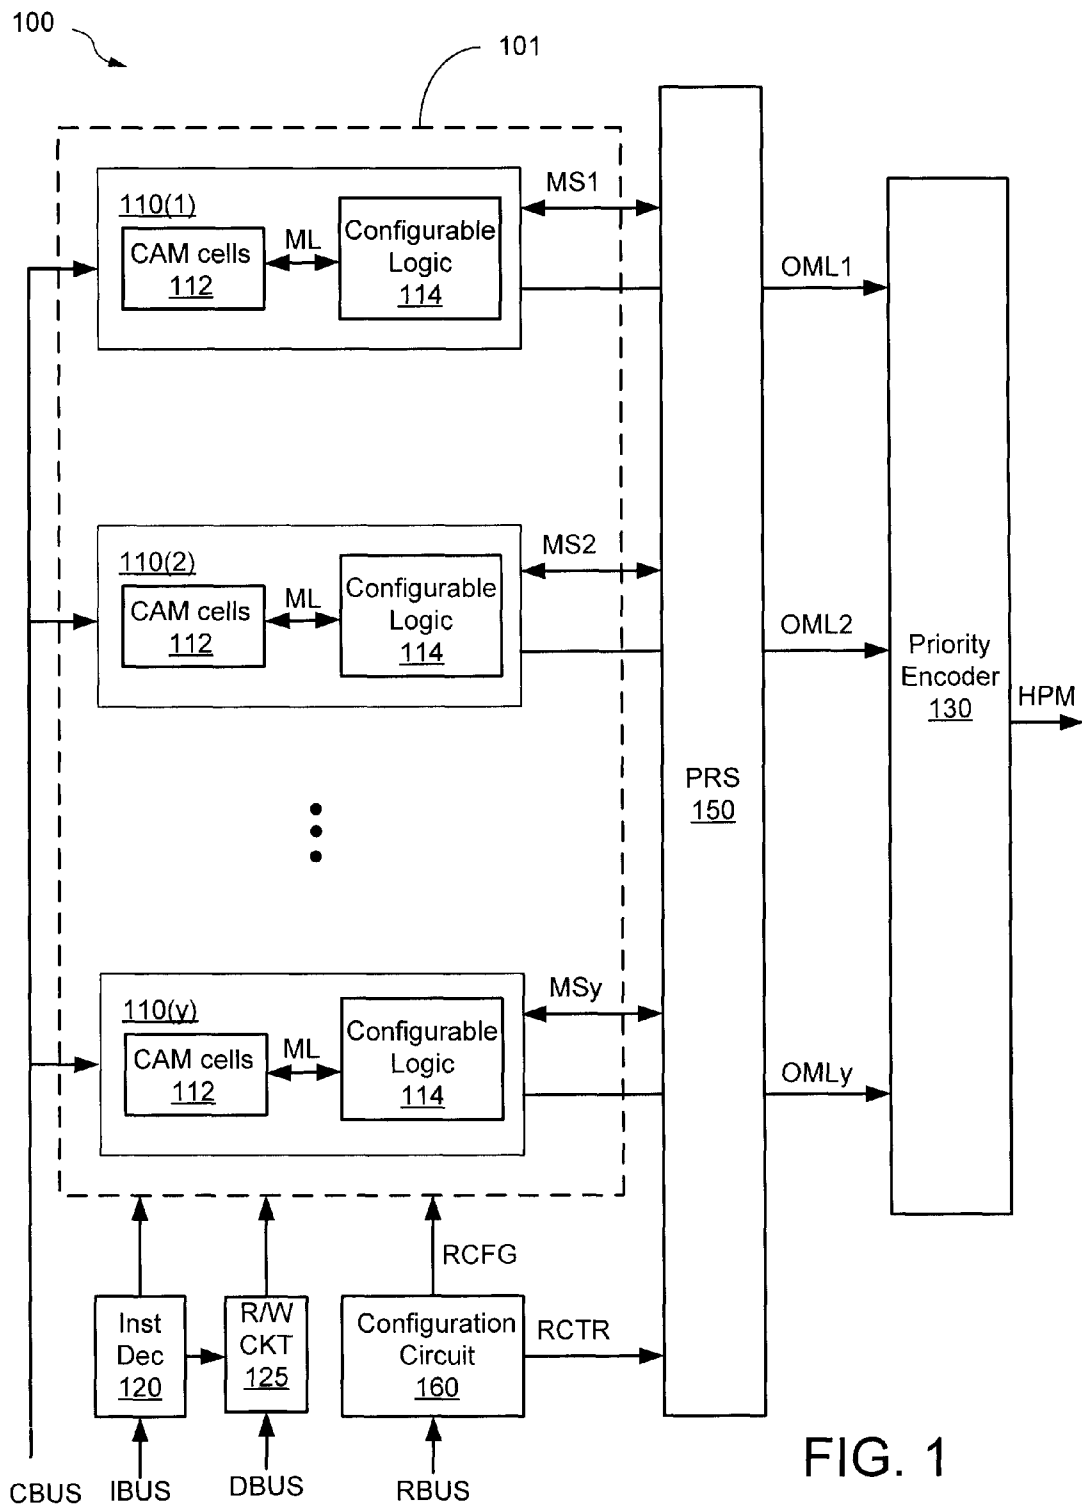 100
101
110(1)
CAM cells
112
ML
Configurable
Logic
114
MS1
OML1
110(2)
CAM cells
112
ML
Configurable
Logic
114
MS2
OML2
Priority
Encoder
130
HPM
PRS
150
110(y)
CAM cells
112
ML
Configurable
Logic
114
MSy
OMLy
RCFG
Inst
Dec
120
R/W
CKT
125
Configuration
Circuit
160
RCTR
CBUS
IBUS
DBUS
RBUS
FIG. 1